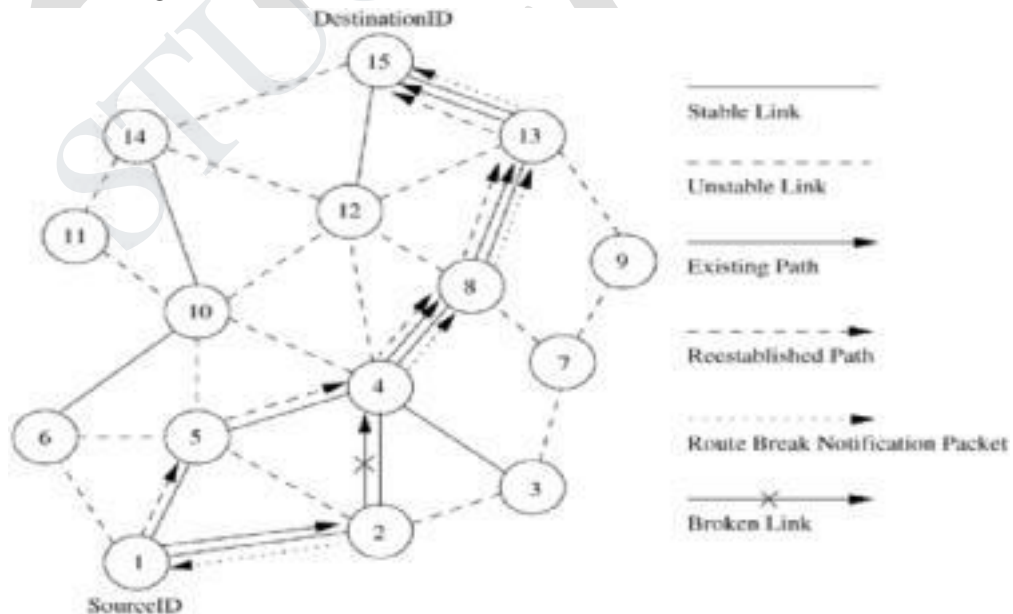 DestinationID
15
14
13
12
11
9
8
10
7
4
6
5
3
2
1
SourceID
Stable Link
Unstable Link
Existing Path
Reestablished Path
Route Break Notification Packet
Broken Link
STU